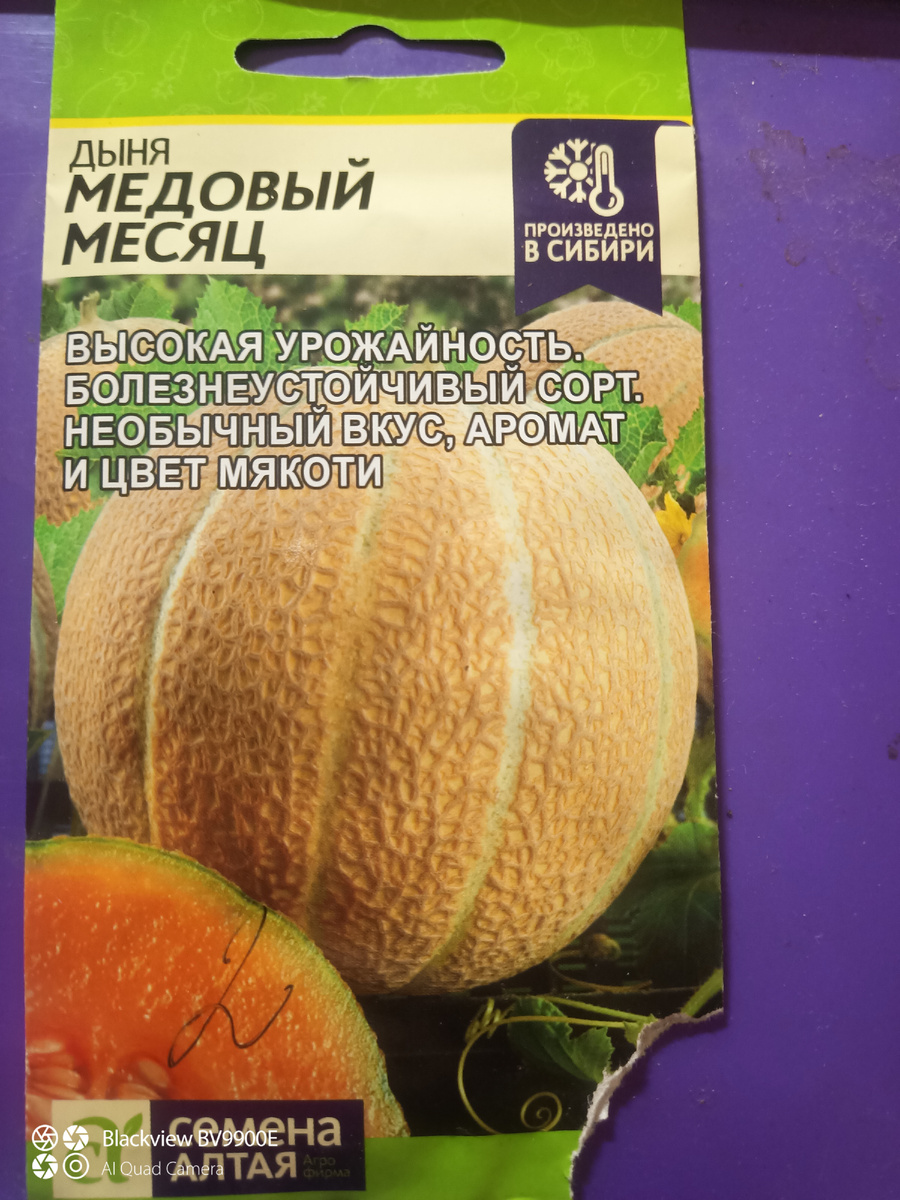 ДЫНЯ
МЕДОВЫЙ
МЕСЯЦ
ПРОИЗВЕДЕНО
В СИБИРИ
ВЫСОКАЯ УРОЖАЙНОСТЬ.
БОЛЕЗНЕУСТОЙЧИВЫЙ СОРТ.
НЕОБЫЧНЫЙ ВКУС, АРОМАТ
И ЦВЕТ МЯКОТИ
2
семена
АЛТАЯ
Агро
фирма
Blackview BV9900E
AI Quad Camera